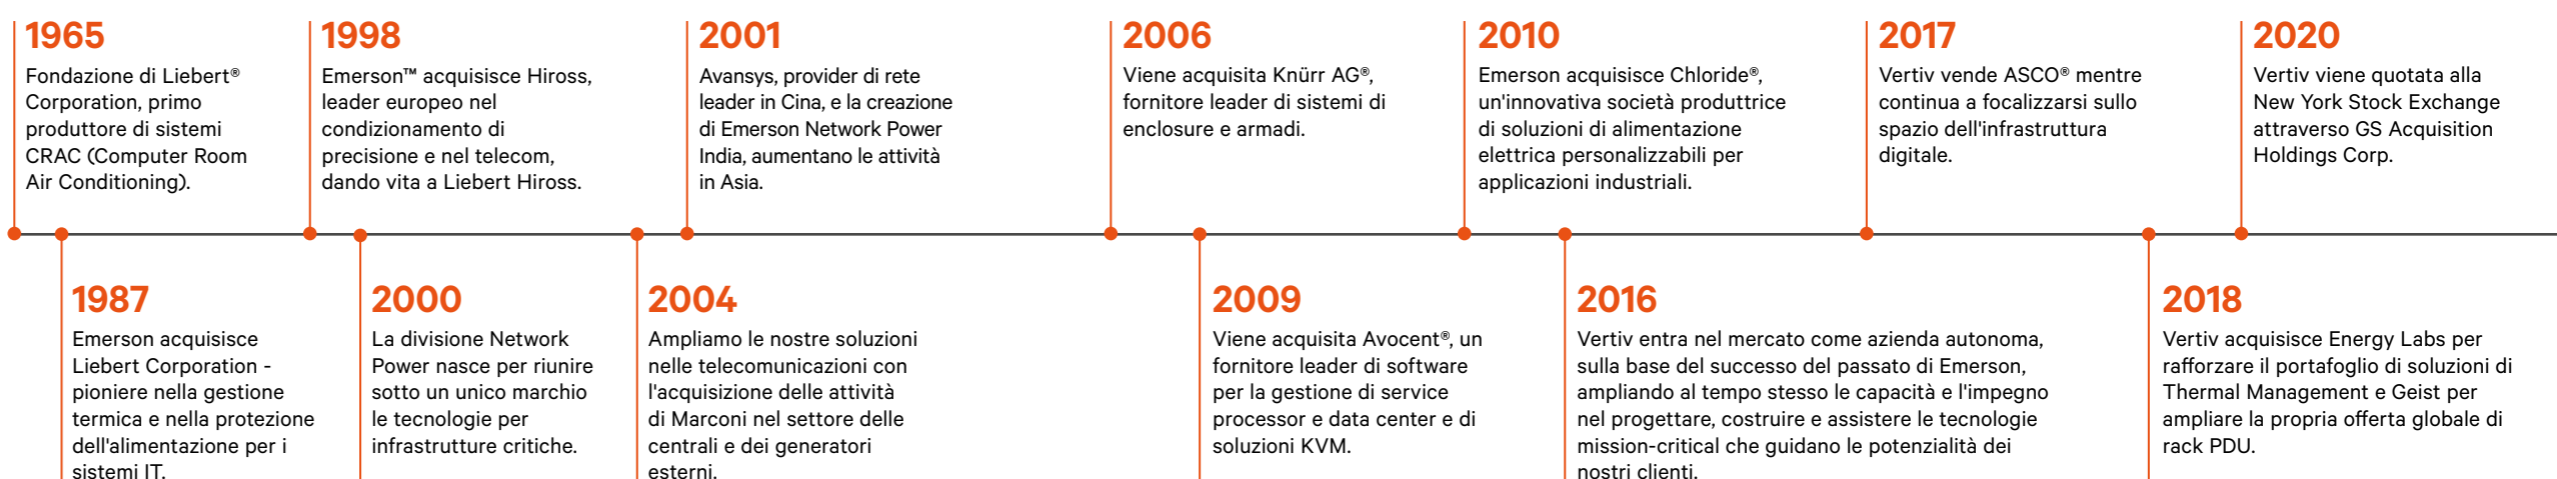 1965
Fondazione di Liebert®
Corporation, primo
produttore di sistemi
CRAC (Computer Room
Air Conditioning).
1998
Emerson™ acquisisce Hiross,
leader europeo nel
condizionamento di
precisione e nel telecom,
dando vita a Liebert Hiross.
2001
Avansys, provider di rete
leader in Cina, e la creazione
di Emerson Network Power
India, aumentano le attività
in Asia.
2006
Viene acquisita Knürr AG®,
fornitore leader di sistemi di
enclosure e armadi.
2010
Emerson acquisisce Chloride®,
un'innovativa società produttrice
di soluzioni di alimentazione
elettrica personalizzabili per
applicazioni industriali.
2017
Vertiv vende ASCO® mentre
continua a focalizzarsi sullo
spazio dell'infrastruttura
digitale.
2020
Vertiv viene quotata alla
New York Stock Exchange
attraverso GS Acquisition
Holdings Corp.
1987
Emerson acquisisce
Liebert Corporation -
pioniere nella gestione
termica e nella protezione
dell'alimentazione per i
sistemi IT.
2000
La divisione Network
Power nasce per riunire
sotto un unico marchio
le tecnologie per
infrastrutture critiche.
2004
Ampliamo le nostre soluzioni
nelle telecomunicazioni con
l'acquisizione delle attività
di Marconi nel settore delle
centrali e dei generatori
esterni.
2009
Viene acquisita Avocent®, un
fornitore leader di software
per la gestione di service
processor e data center e di
soluzioni KVM.
2016
Vertiv entra nel mercato come azienda autonoma,
sulla base del successo del passato di Emerson,
ampliando al tempo stesso le capacità e l'impegno
nel progettare, costruire e assistere le tecnologie
mission-critical che guidano le potenzialità dei
nostri clienti.
2018
Vertiv acquisisce Energy Labs per
rafforzare il portafoglio di soluzioni di
Thermal Management e Geist per
ampliare la propria offerta globale di
rack PDU.